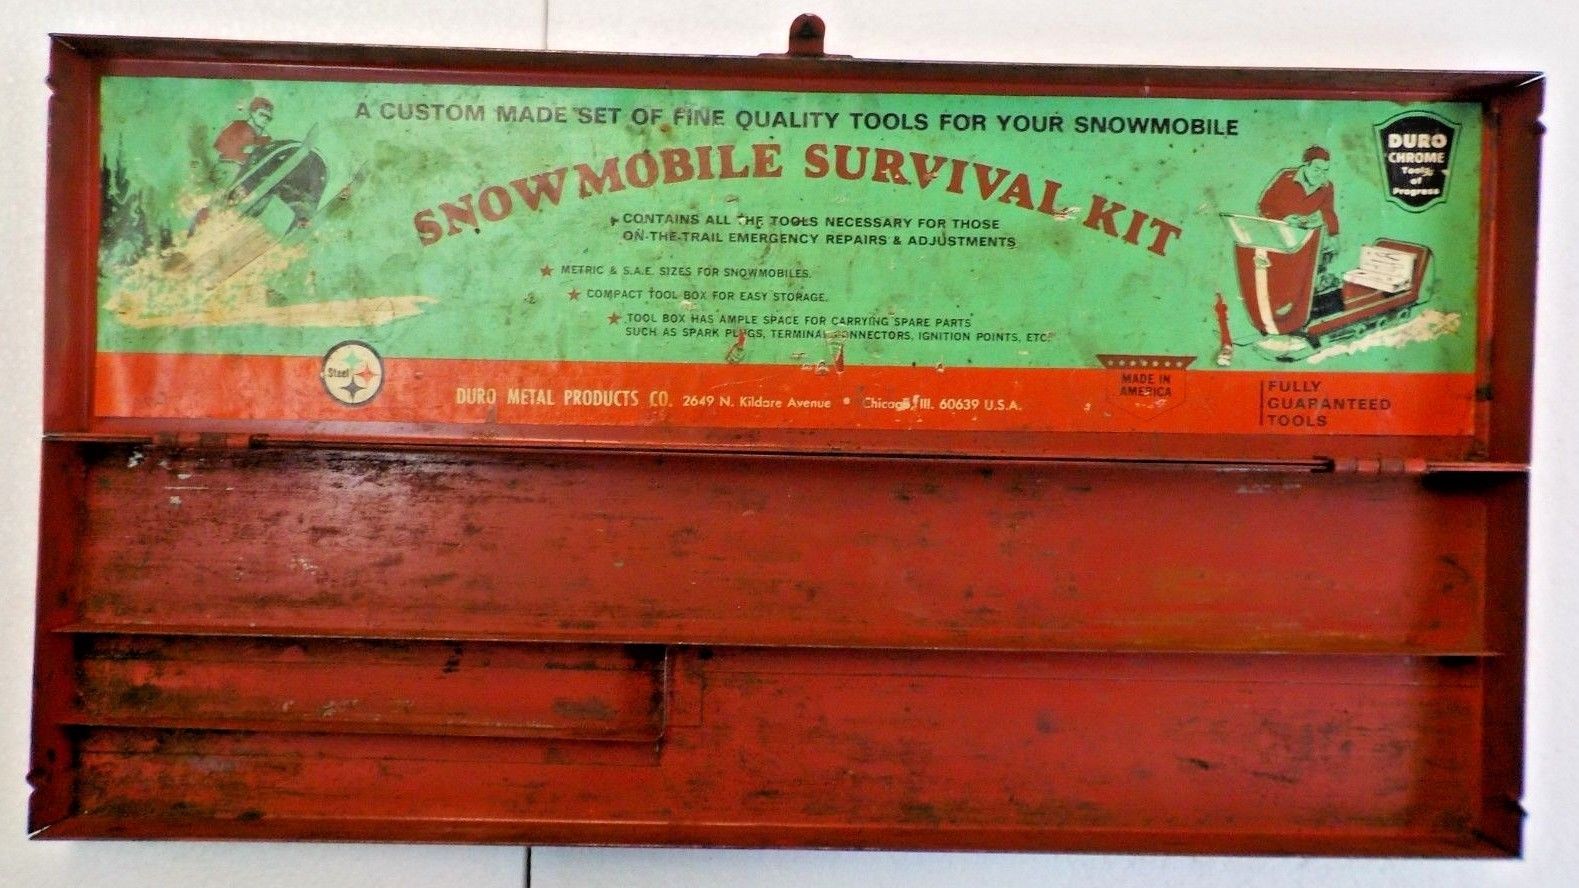 A CUSTOM MADE SET OF FINE QUALITY TOOLS FOR YOUR SNOWMOBILE
SNOWMOBILE SURVIVAL KIT
CONTAINS ALL THE TOOLS NECESSARY FOR THOSE
ON-THE-TRAIL EMERGENCY REPAIRS & ADJUSTMENTS
★ METRIC & S.A.E. SIZES FOR SNOWMOBILES.
★ COMPACT TOOL BOX FOR EASY STORAGE.
★ TOOL BOX HAS AMPLE SPACE FOR CARRYING SPARE PARTS
SUCH AS SPARK PLUGS, TERMINAL CONNECTORS, IGNITION POINTS, ETC.
DURO
CHROME
Tools
of
Progress
Steel
DURO METAL PRODUCTS CO. 2649 N. Kildare Avenue • Chicago, Ill. 60639 U.S.A.
MADE IN
AMERICA
FULLY
GUARANTEED
TOOLS